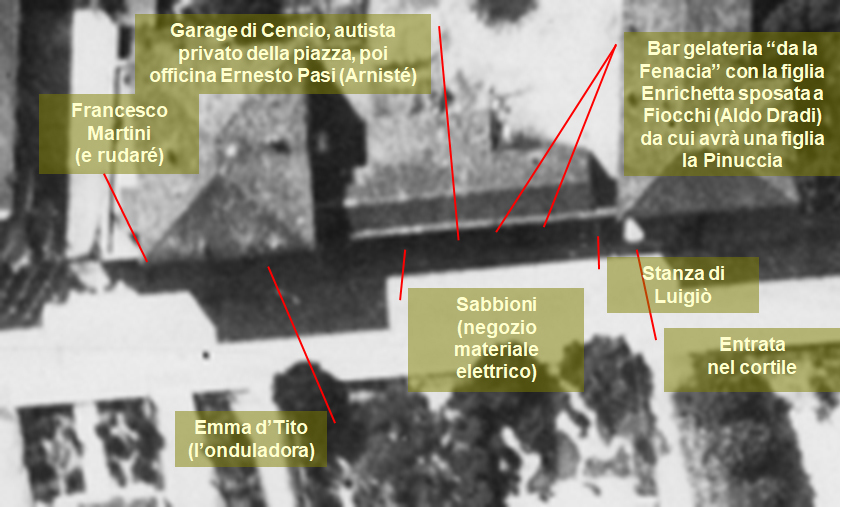 Garage di Cencio, autista
privato della piazza, poi
officina Ernesto Pasi (Arnisté)
Bar gelateria “da la
Fenacia” con la figlia
Enrichetta sposata a
Fiocchi (Aldo Dradi)
da cui avrà una figlia
la Pinuccia
Francesco
Martini
(e rudaré)
Stanza di
Luigiò
Sabbioni
(negozio
materiale
elettrico)
Entrata
nel cortile
Emma d’Tito
(l’onduladora)